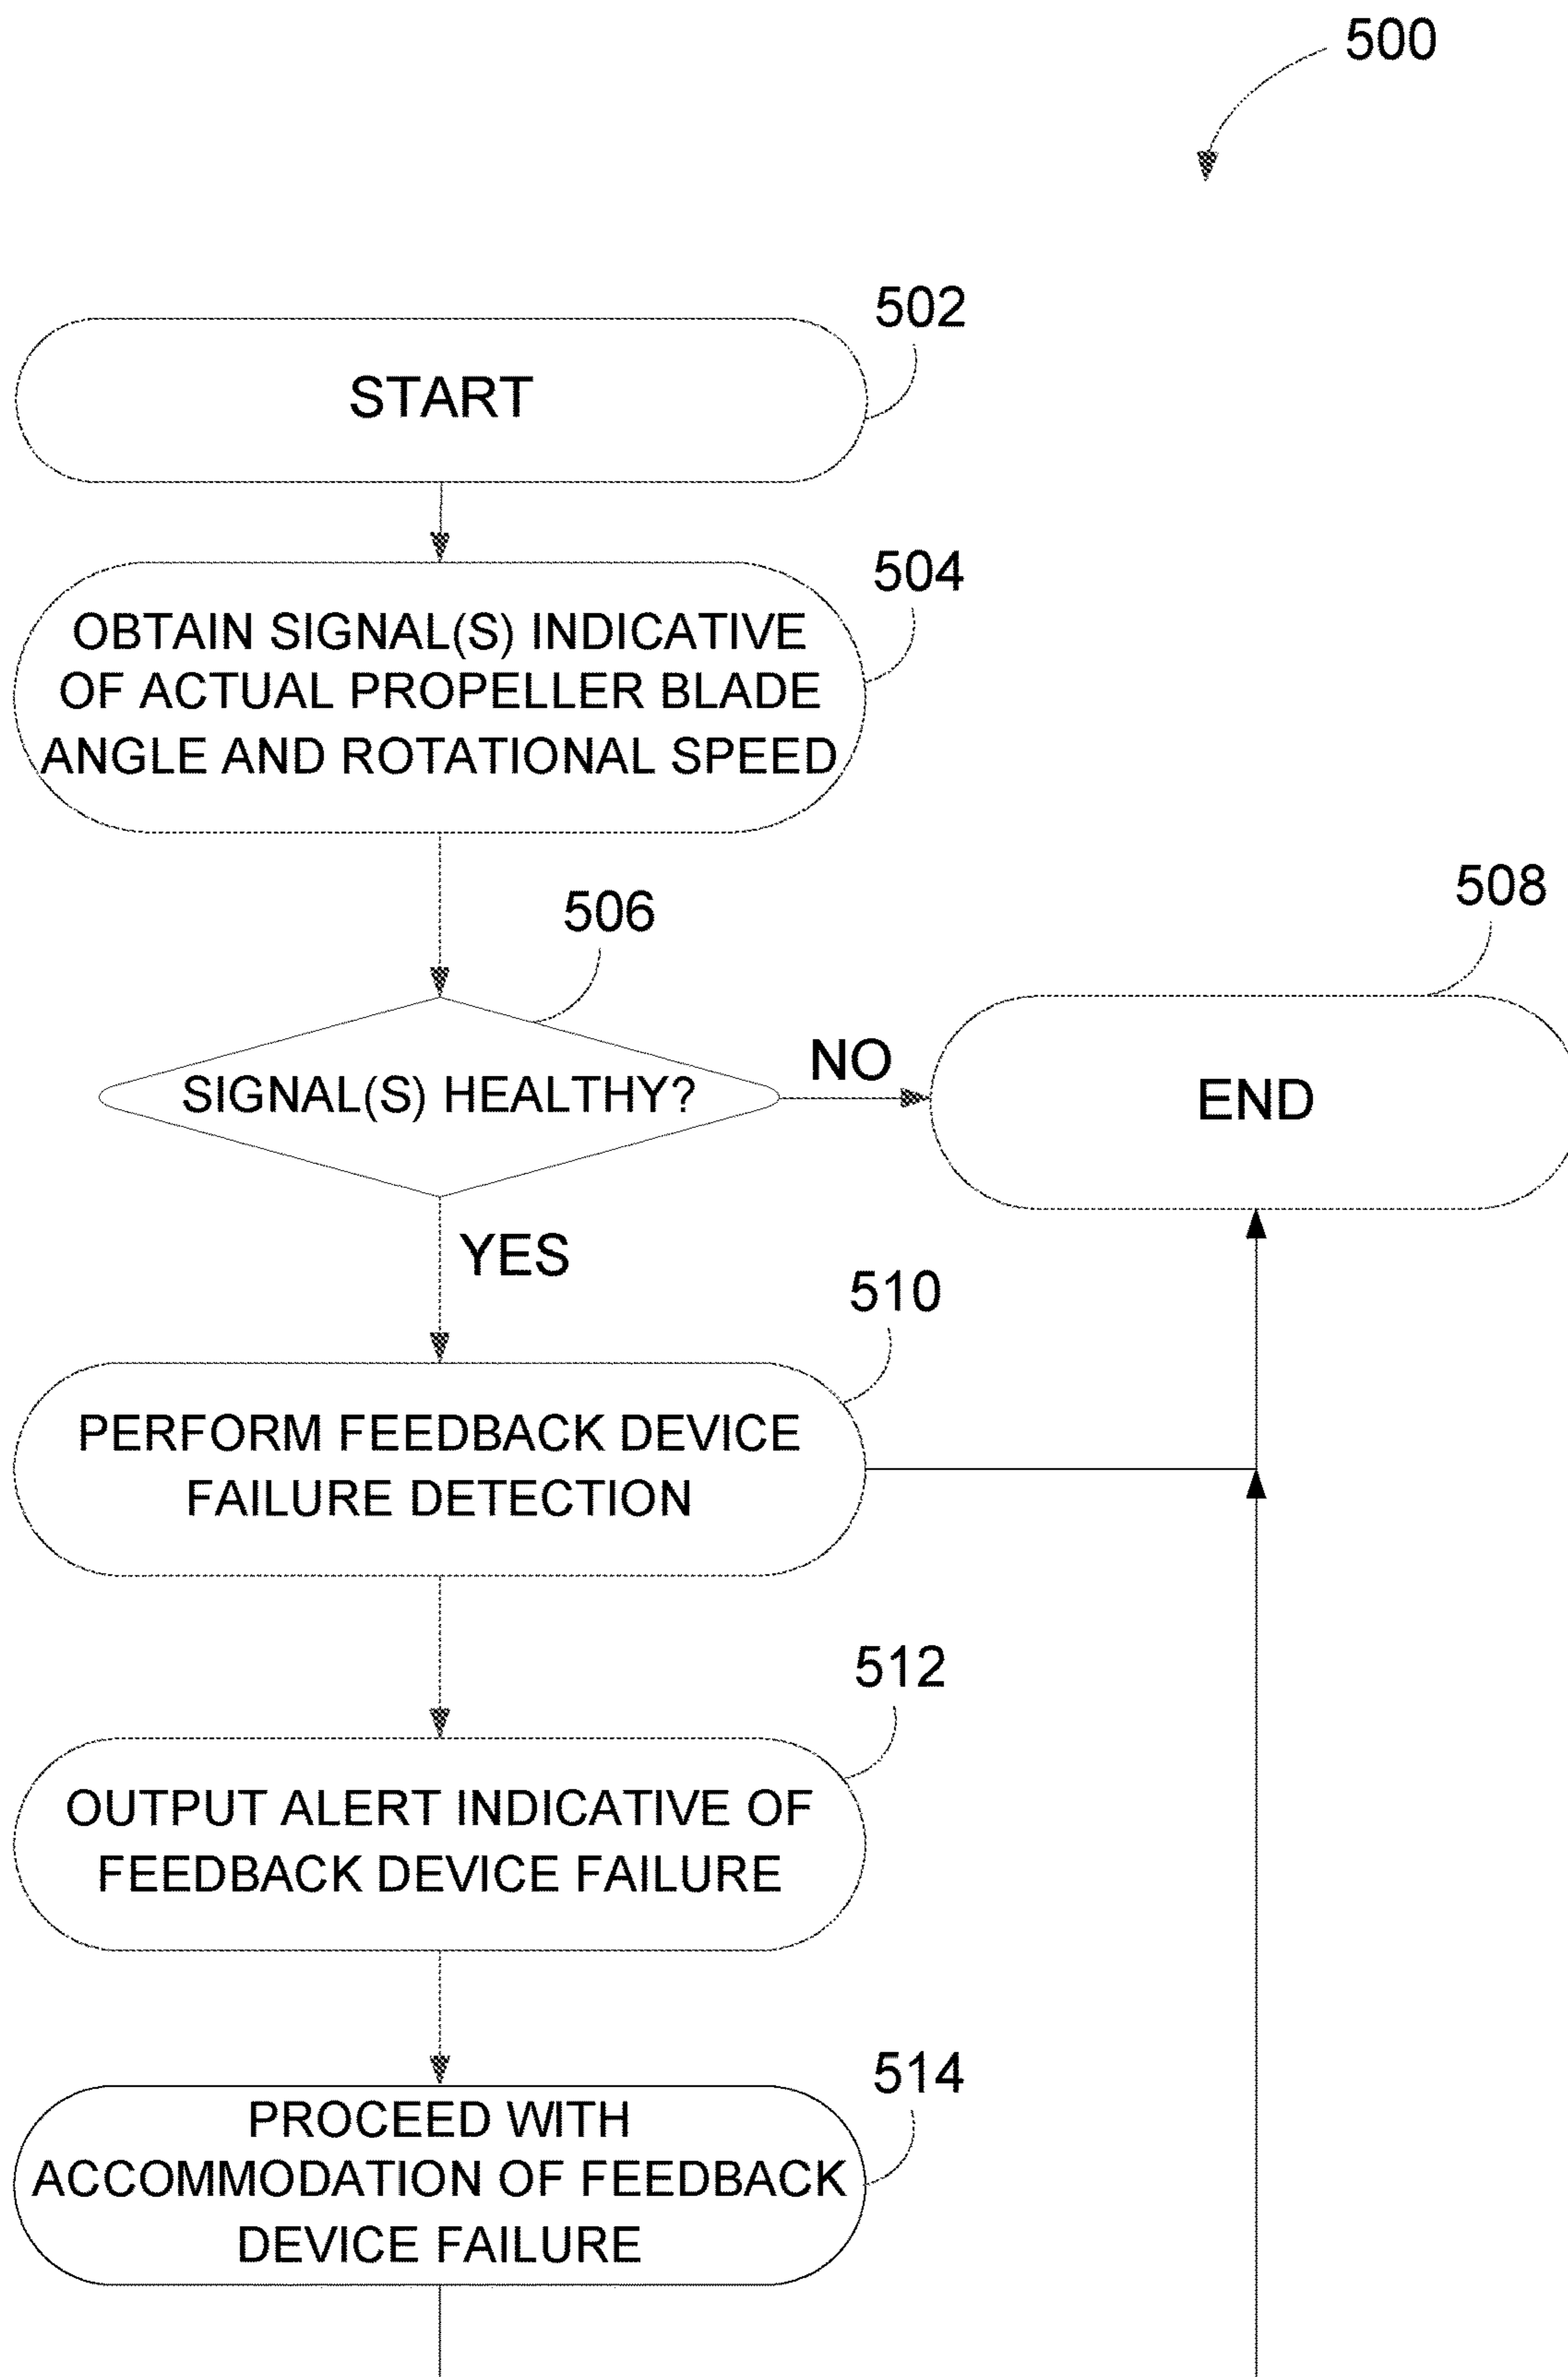 500
502
START
504
OBTAIN SIGNAL(S) INDICATIVE
OF ACTUAL PROPELLER BLADE
ANGLE AND ROTATIONAL SPEED
506
508
SIGNAL(S) HEALTHY?
NO
END
YES
510
PERFORM FEEDBACK DEVICE
FAILURE DETECTION
512
OUTPUT ALERT INDICATIVE OF
FEEDBACK DEVICE FAILURE
514
PROCEED WITH
ACCOMMODATION OF FEEDBACK
DEVICE FAILURE